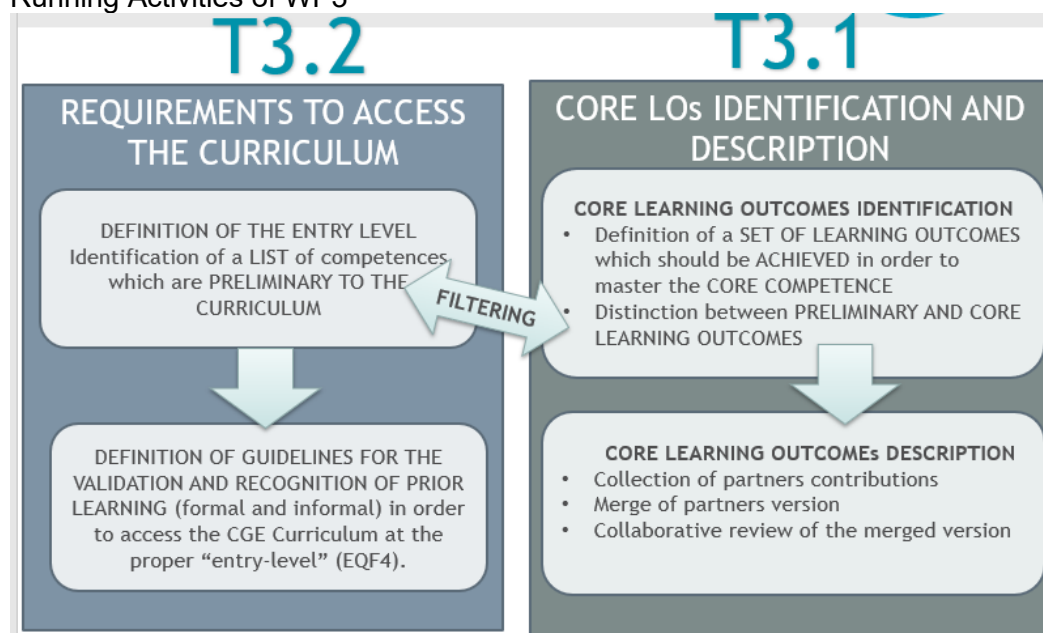 Running Activities of WP3
T3.2
REQUIREMENTS TO ACCESS
THE CURRICULUM
DEFINITION OF THE ENTRY LEVEL
Identification of a LIST of competences
which are PRELIMINARY TO THE
CURRICULUM
DEFINITION OF GUIDELINES FOR THE
VALIDATION AND RECOGNITION OF PRIOR
LEARNING (formal and informal) in order
to access the CGE Curriculum at the
proper “entry-level” (EQF4).
FILTERING
T3.1
CORE LOs IDENTIFICATION AND
DESCRIPTION
CORE LEARNING OUTCOMES IDENTIFICATION
• Definition of a SET OF LEARNING OUTCOMES
which should be ACHIEVED in order to
master the CORE COMPETENCE
• Distinction between PRELIMINARY AND CORE
LEARNING OUTCOMES
CORE LEARNING OUTCOMEs DESCRIPTION
• Collection of partners contributions
• Merge of partners version
• Collaborative review of the merged version